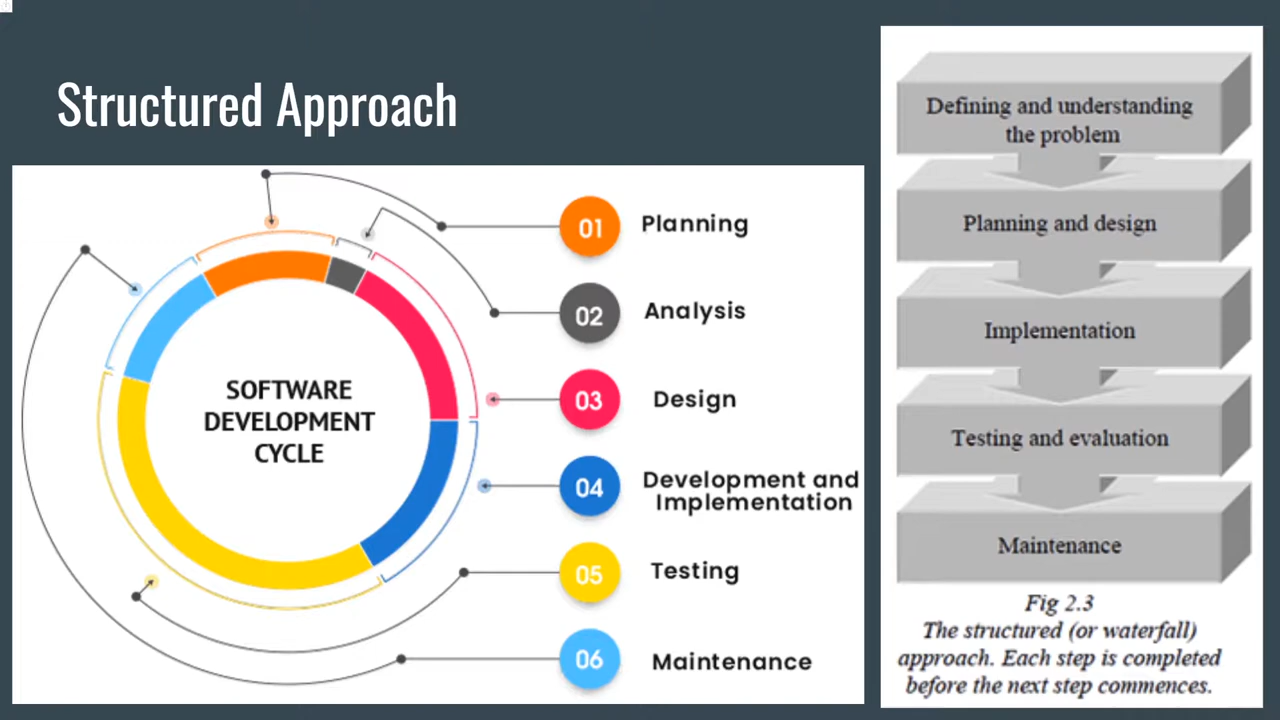 Structured Approach
SOFTWARE
DEVELOPMENT
CYCLE
01
Planning
02
Analysis
03
Design
04
Development and
Implementation
05
Testing
06
Maintenance
Defining and understanding
the problem
Planning and design
Implementation
Testing and evaluation
Maintenance
Fig 2.3
The structured (or waterfall)
approach. Each step is completed
before the next step commences.